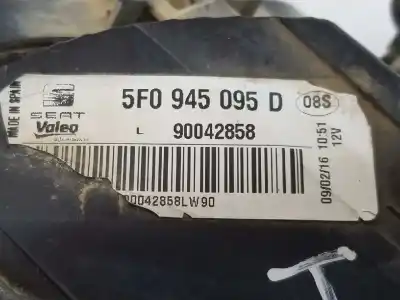 MADE IN SPAIN
SEAT
Valeo
5F0 945 095 D
08S
L 90042858
09/02/16 10:51
12V
90042858LW90
T